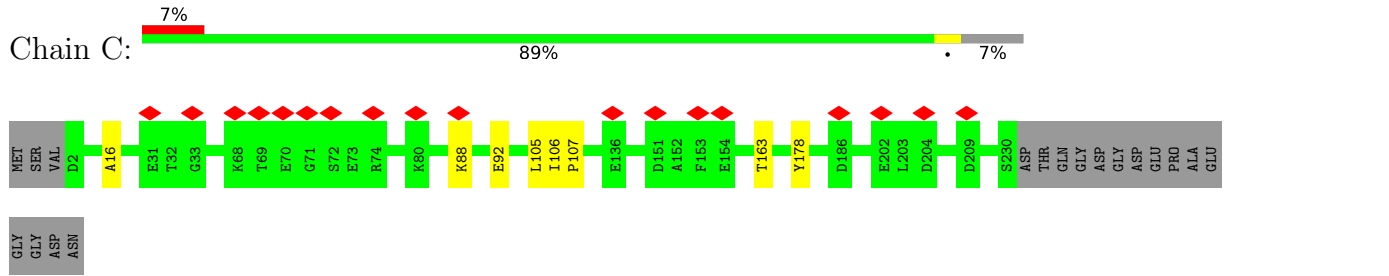 7%
Chain C:
89%
• 7%
MET SER VAL D2 A16 E31 T32 G33 K68 T69 E70 G71 S72 E73 R74 K80 K88 E92 L105 I106 P107 E136 D151 A152 F153 E154 T163 Y178 D186 E202 L203 D204 D209 S230 ASP THR GLN GLY ASP GLY ASP GLU PRO ALA GLU
GLY GLY ASP ASN